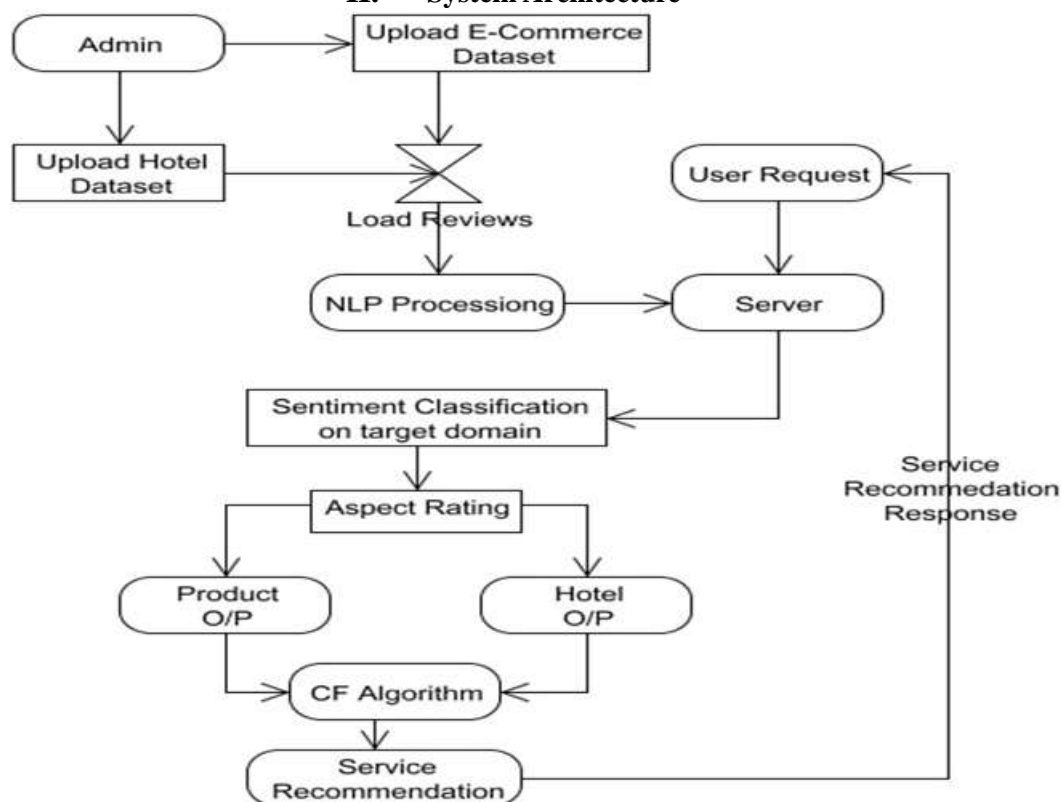 II. System Architecture
Admin
Upload E-Commerce
Dataset
Upload Hotel
Dataset
Load Reviews
User Request
NLP Processiong
Server
Sentiment Classification
on target domain
Service
Recommedation
Response
Aspect Rating
Product
O/P
Hotel
O/P
CF Algorithm
Service
Recommendation